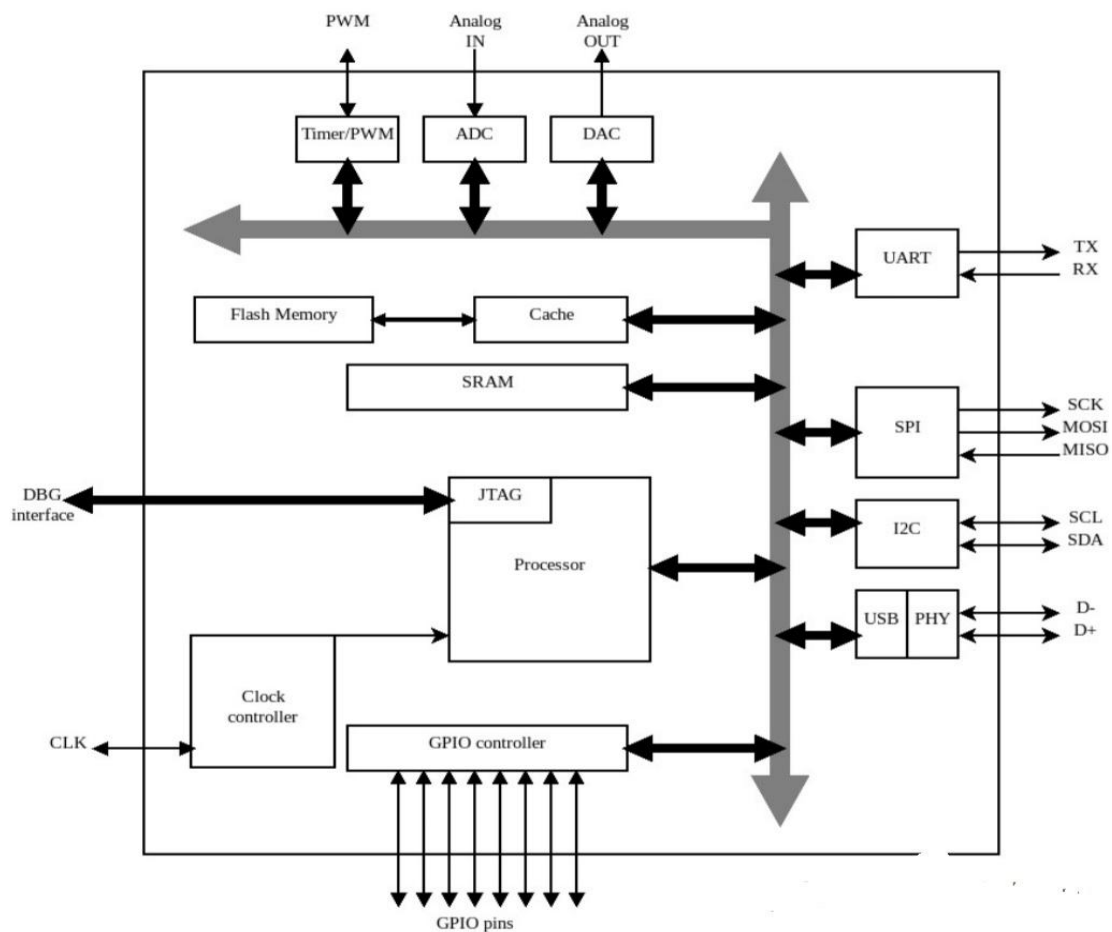 PWM
Analog
IN
Analog
OUT
Timer/PWM
ADC
DAC
UART
TX
RX
Flash Memory
Cache
SRAM
SPI
SCK
MOSI
MISO
DBG
interface
JTAG
Processor
I2C
SCL
SDA
USB
PHY
D-
D+
Clock
controller
CLK
GPIO controller
GPIO pins